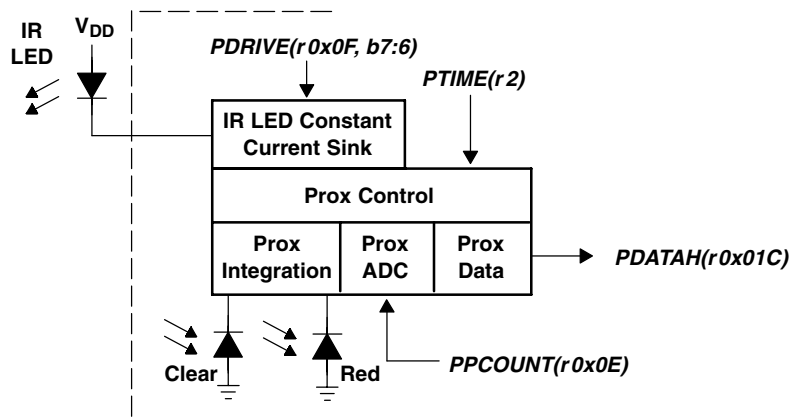 IR
LED
VDD
PDRIVE(r0x0F, b7:6)
PTIME(r2)
IR LED Constant
Current Sink
Prox Control
Prox
Integration
Prox
ADC
Prox
Data
PDATAH(r0x01C)
Clear
Red
PPCOUNT(r0x0E)